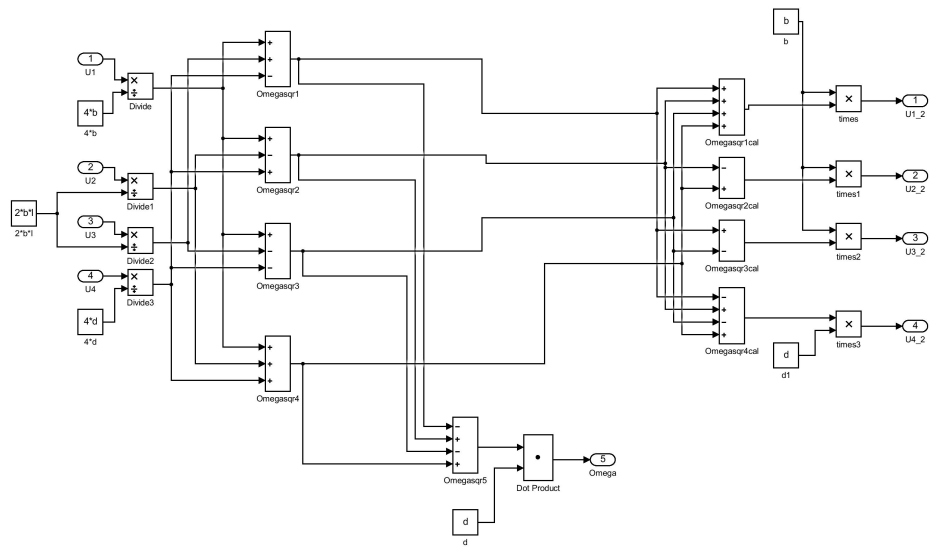 1
U1
4*b
4*b
×
÷
Divide
2
U2
×
÷
Divide1
2*b*l
2*b*l
3
U3
×
÷
Divide2
4
U4
×
÷
Divide3
4*d
4*d
+
+
−
Omegasqr1
+
−
+
Omegasqr2
+
−
−
Omegasqr3
+
+
+
Omegasqr4
−
+
−
+
Omegasqr5
d
d
Dot Product
5
Omega
+
+
+
+
Omegasqr1cal
−
+
Omegasqr2cal
+
−
Omegasqr3cal
−
+
−
+
Omegasqr4cal
b
b
×
times
1
U1_2
×
times1
2
U2_2
×
times2
3
U3_2
×
times3
4
U4_2
d
d1